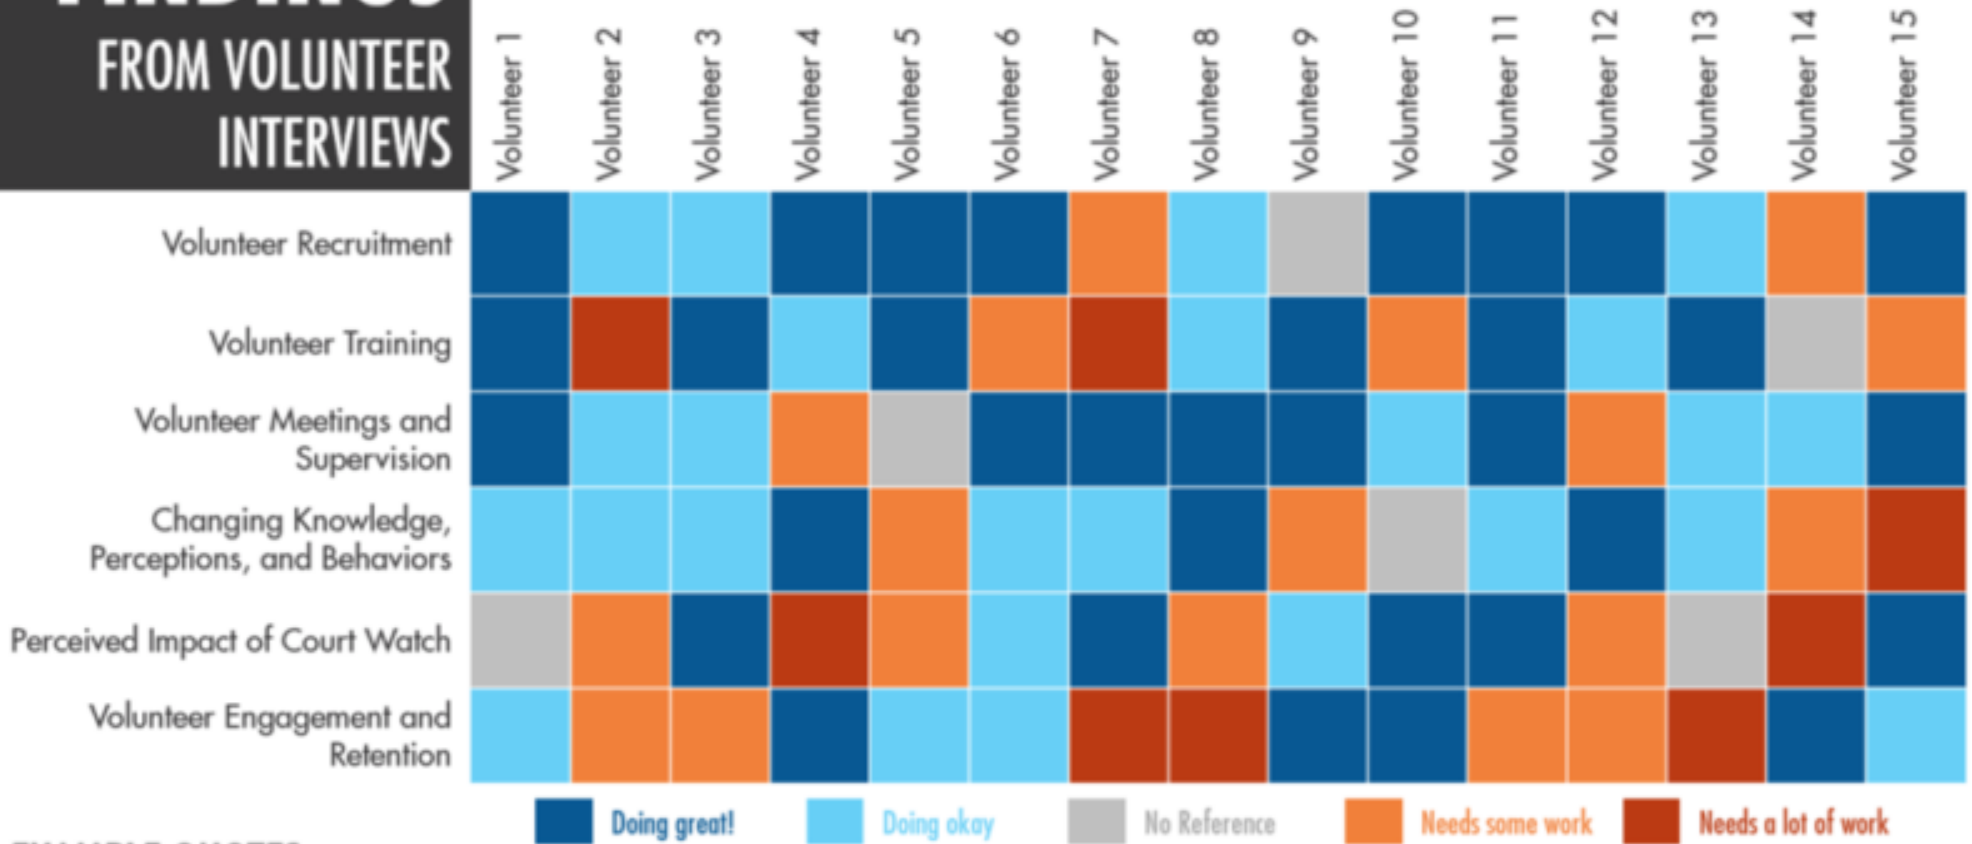 FINDINGS
FROM VOLUNTEER
INTERVIEWS
Volunteer 1
Volunteer 2
Volunteer 3
Volunteer 4
Volunteer 5
Volunteer 6
Volunteer 7
Volunteer 8
Volunteer 9
Volunteer 10
Volunteer 11
Volunteer 12
Volunteer 13
Volunteer 14
Volunteer 15
Volunteer Recruitment
Volunteer Training
Volunteer Meetings and
Supervision
Changing Knowledge,
Perceptions, and Behaviors
Perceived Impact of Court Watch
Volunteer Engagement and
Retention
Doing great!
Doing okay
No Reference
Needs some work
Needs a lot of work